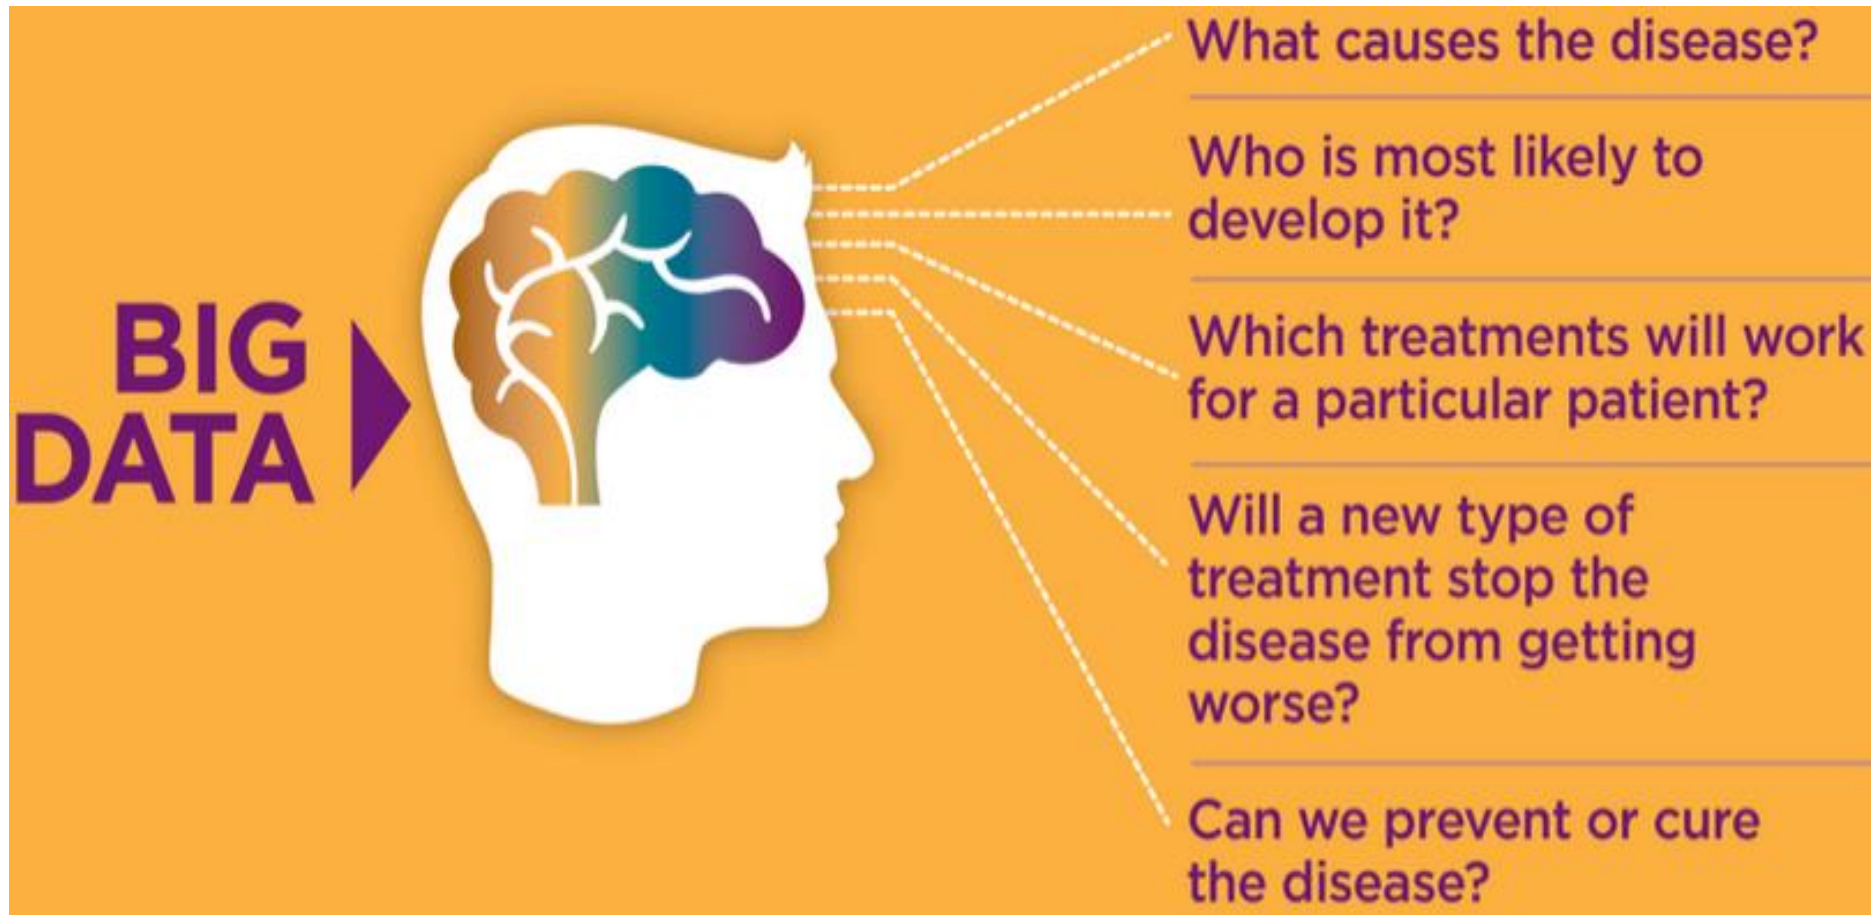 BIG
DATA
What causes the disease?
Who is most likely to
develop it?
Which treatments will work
for a particular patient?
Will a new type of
treatment stop the
disease from getting
worse?
Can we prevent or cure
the disease?